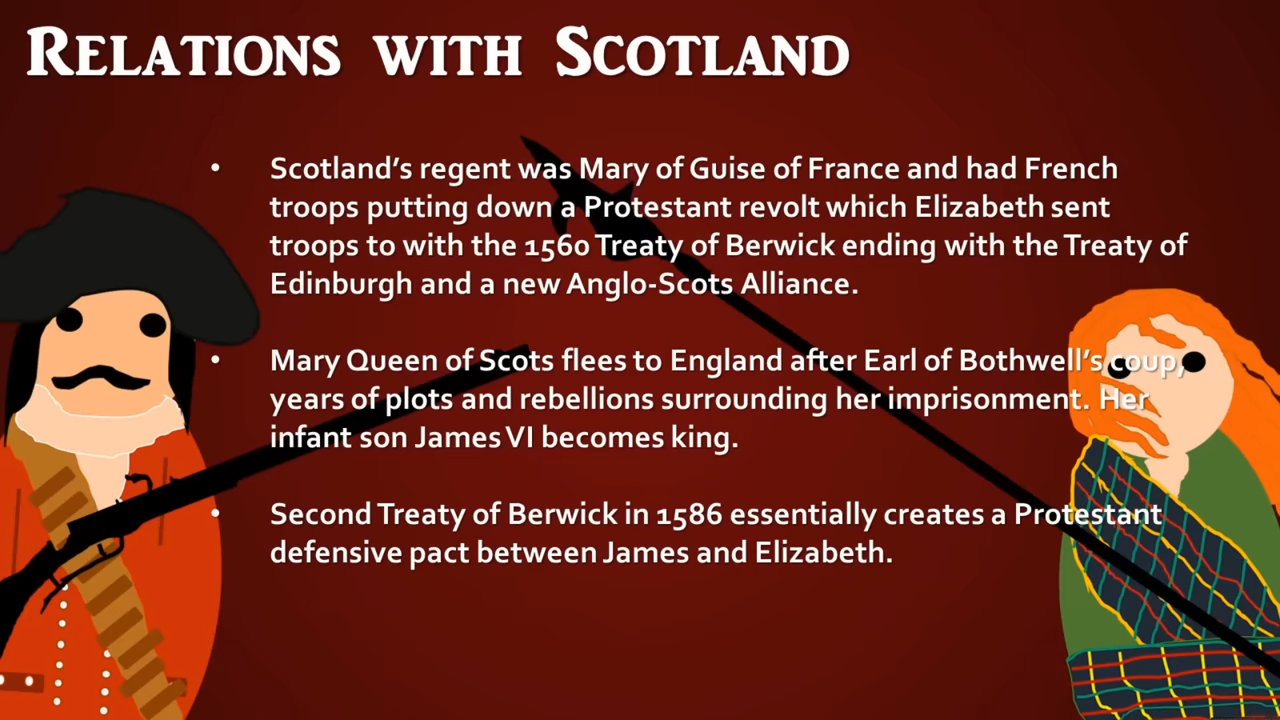 Relations with Scotland
• Scotland's regent was Mary of Guise of France and had French
troops putting down a Protestant revolt which Elizabeth sent
troops to with the 1560 Treaty of Berwick ending with the Treaty of
Edinburgh and a new Anglo-Scots Alliance.
• Mary Queen of Scots flees to England after Earl of Bothwell's coup,
years of plots and rebellions surrounding her imprisonment. Her
infant son James VI becomes king.
• Second Treaty of Berwick in 1586 essentially creates a Protestant
defensive pact between James and Elizabeth.